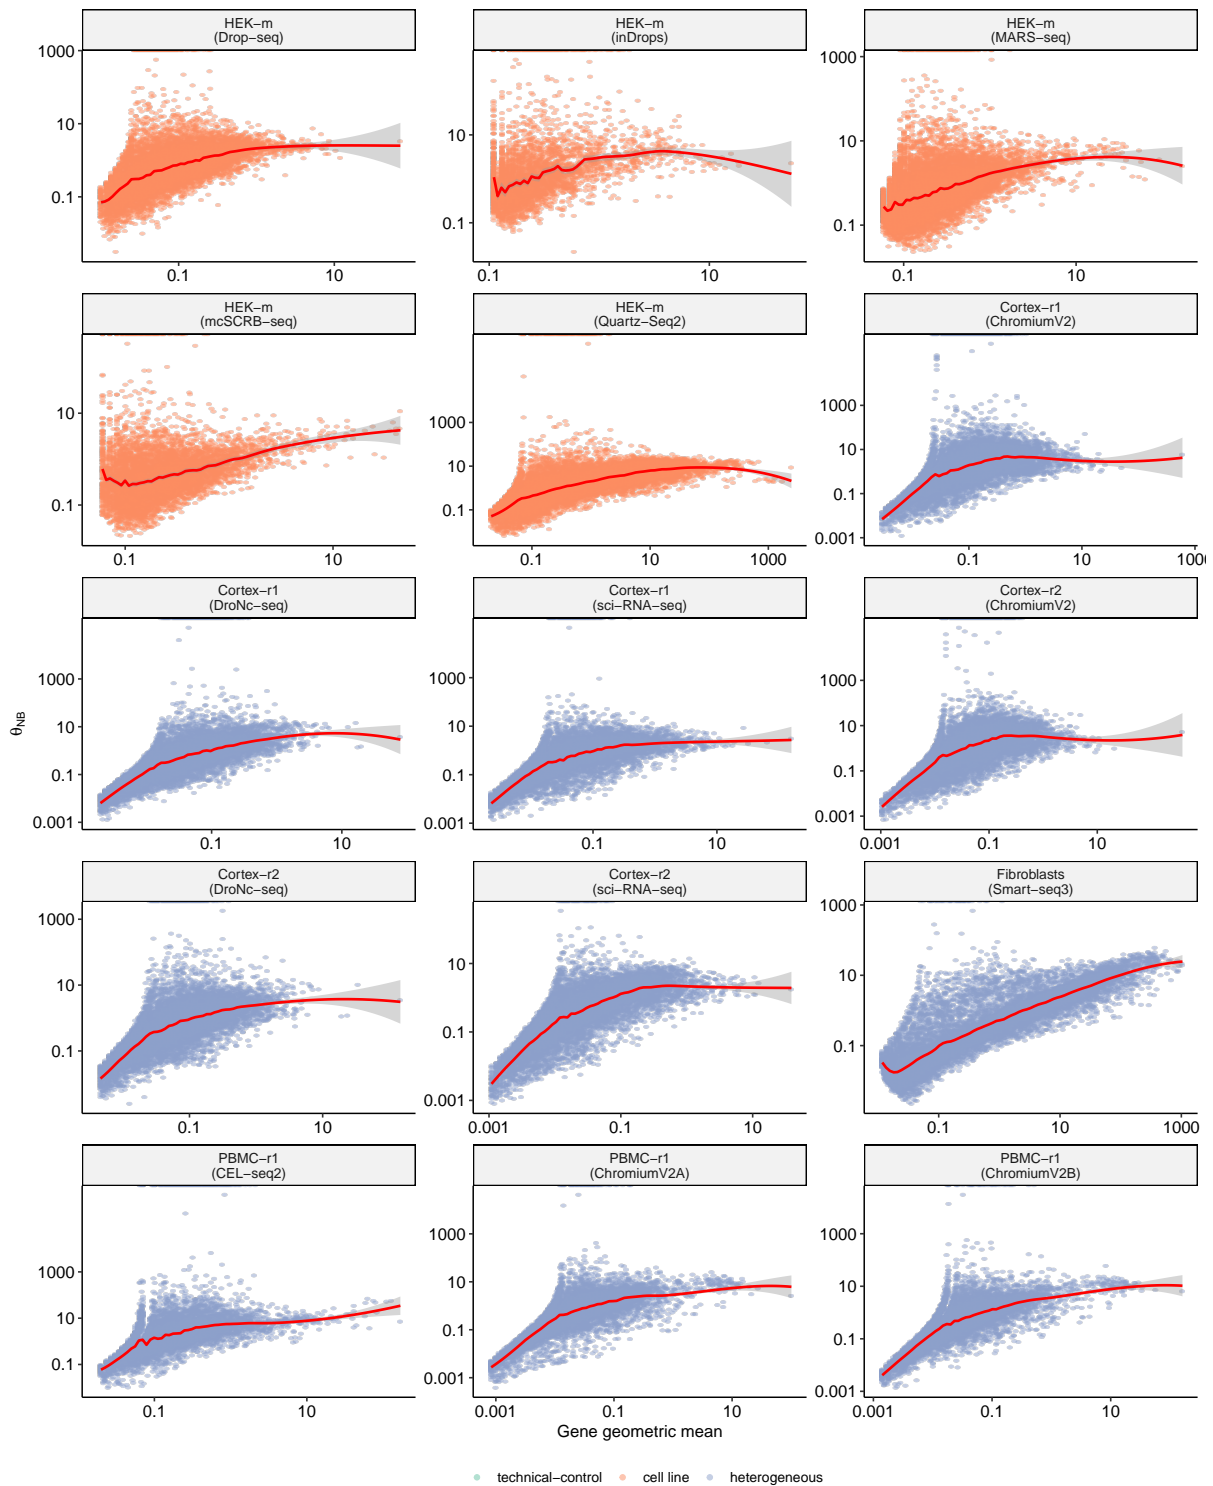 HEK−m
(Drop−seq)
HEK−m
(inDrops)
HEK−m
(MARS−seq)
1000
10
0.1
0.1
10
10
0.1
0.1
10
1000
10
0.1
0.1
10
HEK−m
(mcSCRB−seq)
HEK−m
(Quartz−Seq2)
Cortex−r1
(ChromiumV2)
10
0.1
0.1
10
1000
10
0.1
0.1
10
1000
1000
10
0.1
0.001
0.1
10
1000
Cortex−r1
(DroNc−seq)
Cortex−r1
(sci−RNA−seq)
Cortex−r2
(ChromiumV2)
θNB
1000
10
0.1
0.001
0.1
10
1000
10
0.1
0.001
0.1
10
1000
10
0.1
0.001
0.001
0.1
10
Cortex−r2
(DroNc−seq)
Cortex−r2
(sci−RNA−seq)
Fibroblasts
(Smart−seq3)
1000
10
0.1
0.1
10
10
0.1
0.001
0.001
0.1
10
1000
10
0.1
0.1
10
1000
PBMC−r1
(CEL−seq2)
PBMC−r1
(ChromiumV2A)
PBMC−r1
(ChromiumV2B)
1000
10
0.1
0.1
10
1000
10
0.1
0.001
0.001
0.1
10
1000
10
0.1
0.001
0.001
0.1
10
Gene geometric mean
technical−control cell line heterogeneous